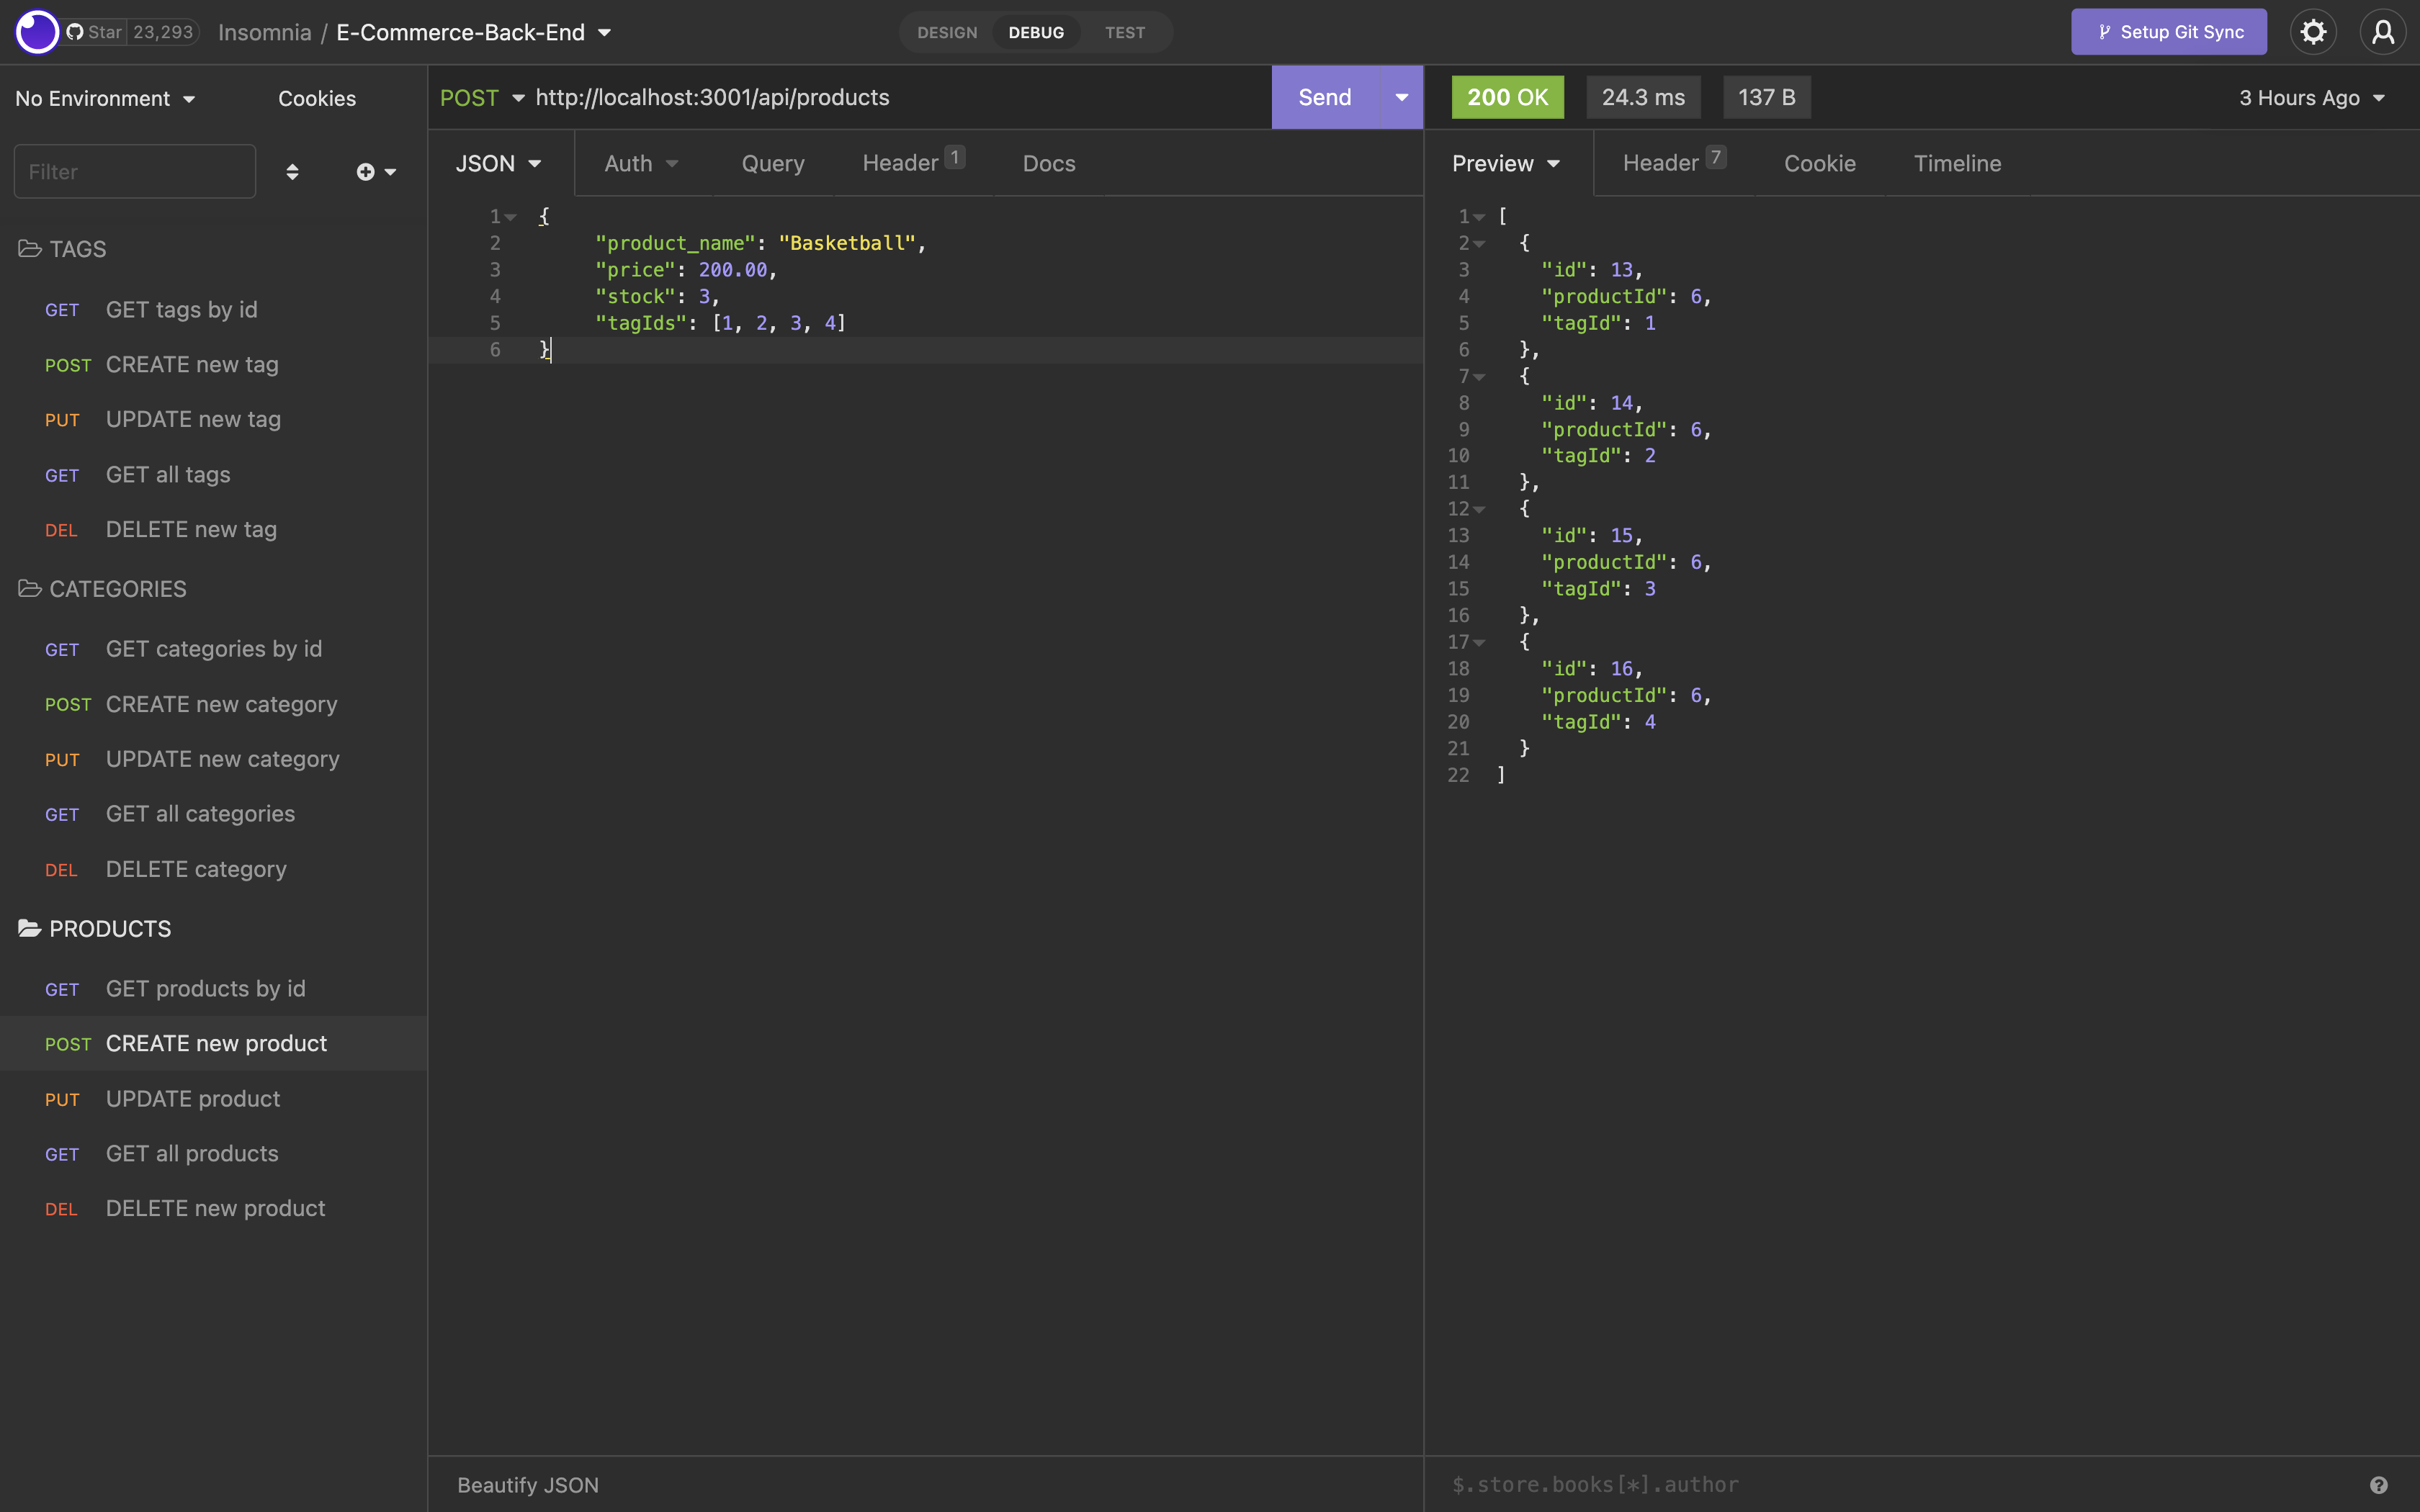 Star 23,293 Insomnia / E-Commerce-Back-End
DESIGN DEBUG TEST
Setup Git Sync
No Environment Cookies
Filter
TAGS
GET GET tags by id
POST CREATE new tag
PUT UPDATE new tag
GET GET all tags
DEL DELETE new tag
CATEGORIES
GET GET categories by id
POST CREATE new category
PUT UPDATE new category
GET GET all categories
DEL DELETE category
PRODUCTS
GET GET products by id
POST CREATE new product
PUT UPDATE product
GET GET all products
DEL DELETE new product
POST http://localhost:3001/api/products Send
JSON Auth Query Header 1 Docs
1 {
2 "product_name": "Basketball",
3 "price": 200.00,
4 "stock": 3,
5 "tagIds": [1, 2, 3, 4]
6 }
Beautify JSON
200 OK 24.3 ms 137 B 3 Hours Ago
Preview Header 7 Cookie Timeline
1 [
2 {
3 "id": 13,
4 "productId": 6,
5 "tagId": 1
6 },
7 {
8 "id": 14,
9 "productId": 6,
10 "tagId": 2
11 },
12 {
13 "id": 15,
14 "productId": 6,
15 "tagId": 3
16 },
17 {
18 "id": 16,
19 "productId": 6,
20 "tagId": 4
21 }
22 ]
$.store.books[*].author